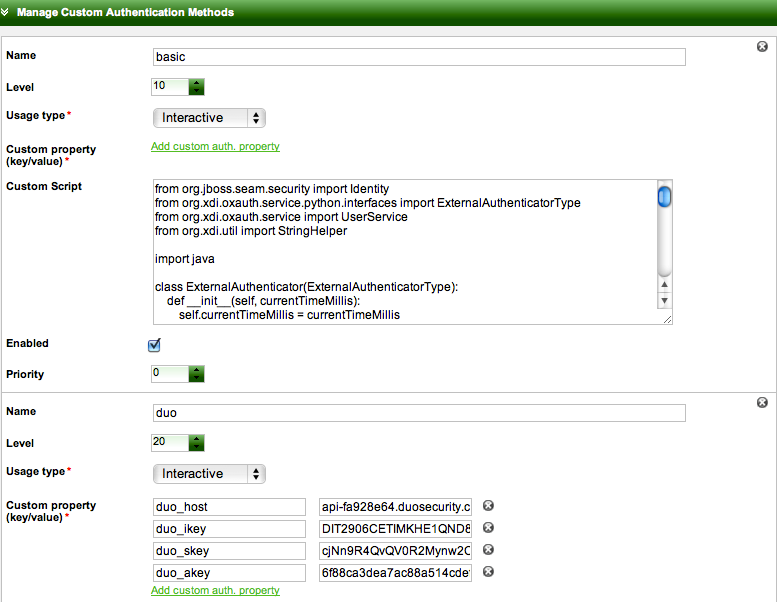 Manage Custom Authentication Methods
Name
basic
Level
10
Usage type*
Interactive
Custom property
(key/value)*
Add custom auth. property
Custom Script
from org.jboss.seam.security import Identity
from org.xdi.oxauth.service.python.interfaces import ExternalAuthenticatorType
from org.xdi.oxauth.service import UserService
from org.xdi.util import StringHelper
import java
class ExternalAuthenticator(ExternalAuthenticatorType):
def __init__(self, currentTimeMillis):
self.currentTimeMillis = currentTimeMillis
Enabled
Priority
0
Name
duo
Level
20
Usage type*
Interactive
Custom property
(key/value)*
duo_host api-fa928e64.duosecurity.c
duo_ikey DIT2906CETIMKHE1QND8
duo_skey cjNn9R4QvQV0R2Mynw2C
duo_akey 6f88ca3dea7ac88a514cde
Add custom auth. property